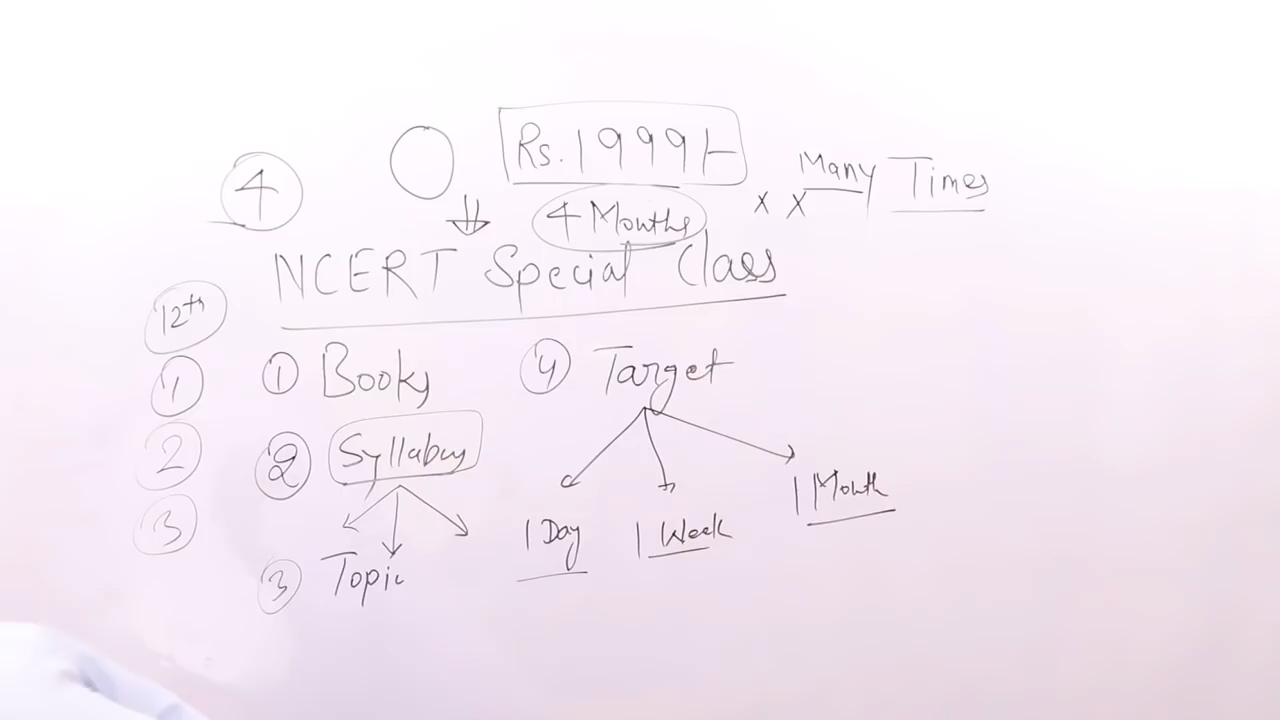 4 Rs. 1999/- Many Times
4 Months x x
NCERT Special Class
12th
1 1 Books 4 Target
2 2 Syllabus
3 1 Day 1 Week 1 Month
3 Topic